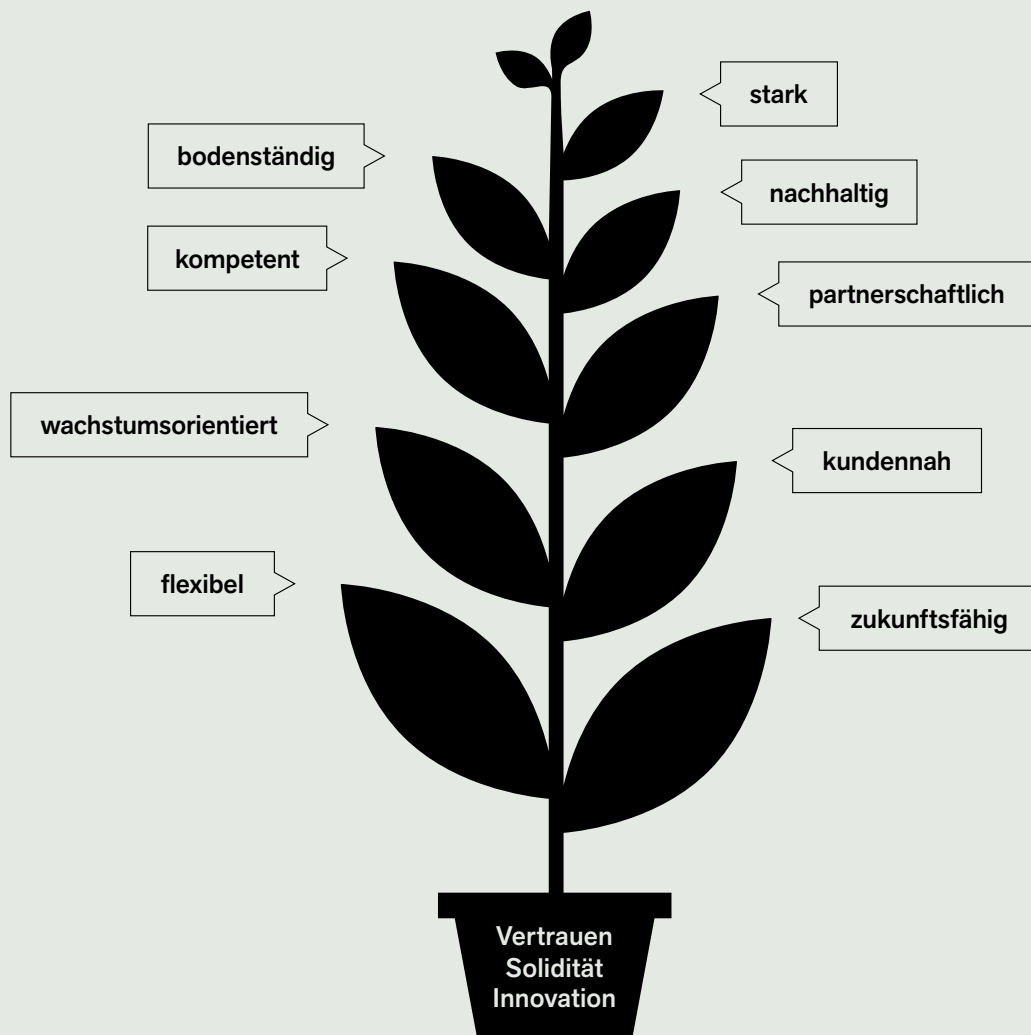 stark
bodenständig
nachhaltig
kompetent
partnerschaftlich
wachstumsorientiert
kundennah
flexibel
zukunftsfähig
Vertrauen
Solidität
Innovation